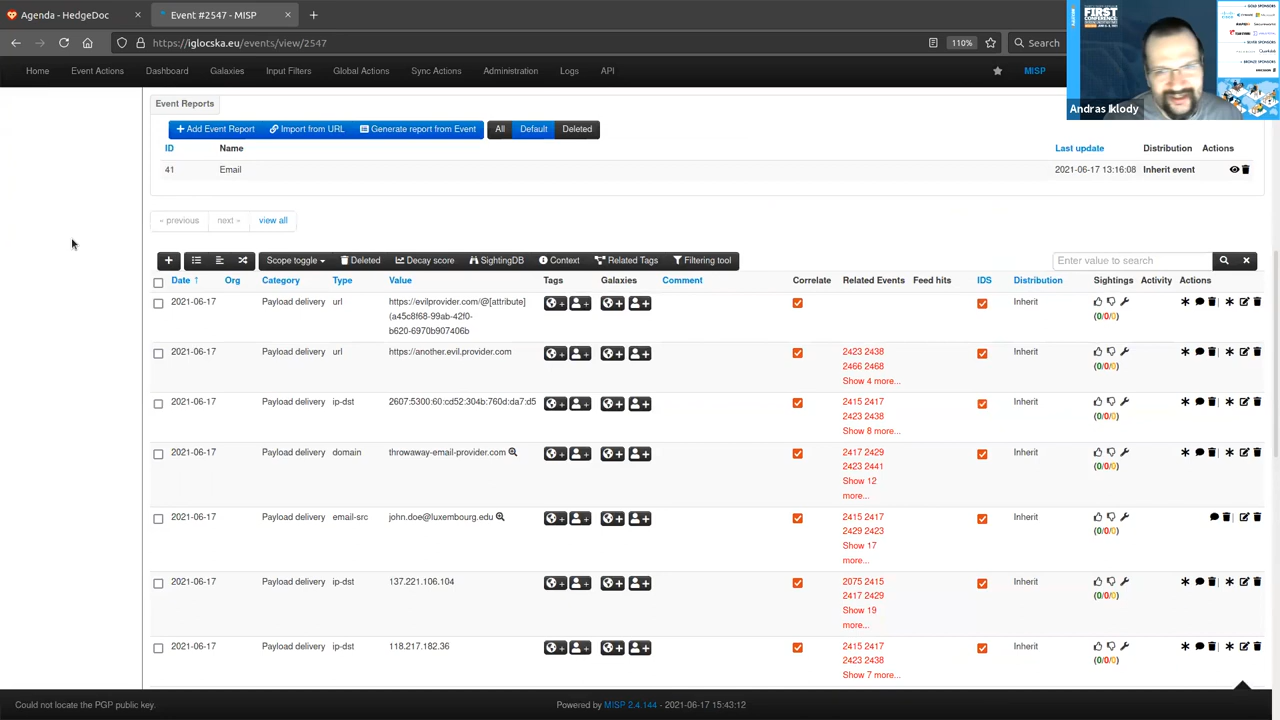 Agenda - HedgeDoc
Event #2547 - MISP
https://iglocska.eu/events/view/2547
110%
Search
Home Event Actions Dashboard Galaxies Input Filters Global Actions Sync Actions Administration Logs API MISP
FIRST
CONFERENCE
Andras Iklody
Event Reports
+ Add Event Report Import from URL Generate report from Event All Default Deleted
ID Name Last update Distribution Actions
41 Email 2021-06-17 13:16:08 Inherit event
« previous next » view all
Scope toggle Deleted Decay score SightingDB Context Related Tags Filtering tool Enter value to search
Date Org Category Type Value Tags Galaxies Comment Correlate Related Events Feed hits IDS Distribution Sightings Activity Actions
2021-06-17 Payload delivery url https://evilprovider.com/@[attribute] Inherit
(a45c8f68-99ab-42f0- (0/0/0)
b620-6970b907406b
2021-06-17 Payload delivery url https://another.evil.provider.com 2423 2438 Inherit
2466 2468 (0/0/0)
Show 4 more...
2021-06-17 Payload delivery ip-dst 2607:5300:60:cd52:304b:760d:da7:d5 2415 2417 Inherit
2423 2438 (0/0/0)
Show 8 more...
2021-06-17 Payload delivery domain throwaway-email-provider.com 2417 2429 Inherit
2423 2441 (0/0/0)
Show 12
more...
2021-06-17 Payload delivery email-src john.doe@luxembourg.edu 2415 2417 Inherit
2429 2423 (0/0/0)
Show 17
more...
2021-06-17 Payload delivery ip-dst 137.221.106.104 2075 2415 Inherit
2417 2429 (0/0/0)
Show 19
more...
2021-06-17 Payload delivery ip-dst 118.217.182.36 2415 2417 Inherit
2423 2438 (0/0/0)
Show 7 more...
Could not locate the PGP public key. Powered by MISP 2.4.144 - 2021-06-17 15:43:12